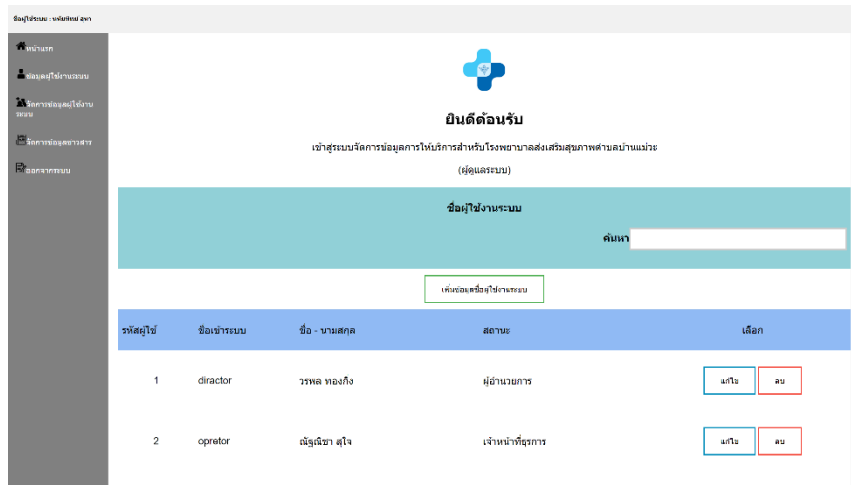 ชื่อผู้ใช้ระบบ :
หน้าแรก
ข้อมูลผู้ใช้งานระบบ
จัดการข้อมูลผู้ใช้งาน
ระบบ
จัดการข้อมูลข่าวสาร
ออกจากระบบ
ยินดีต้อนรับ
เข้าสู่ระบบจัดการข้อมูลการให้บริการสำหรับโรงพยาบาลส่งเสริมสุขภาพตำบลบ้านแม่วะ
(ผู้ดูแลระบบ)
ชื่อผู้ใช้งานระบบ
ค้นหา
เพิ่มข้อมูลชื่อผู้ใช้งานระบบ
รหัสผู้ใช้ ชื่อเข้าระบบ ชื่อ - นามสกุล สถานะ เลือก
1 diractor วรพล ทองกิ่ง ผู้อำนวยการ แก้ไข ลบ
2 opretor ณัฐณิชา สุใจ เจ้าหน้าที่ธุรการ แก้ไข ลบ